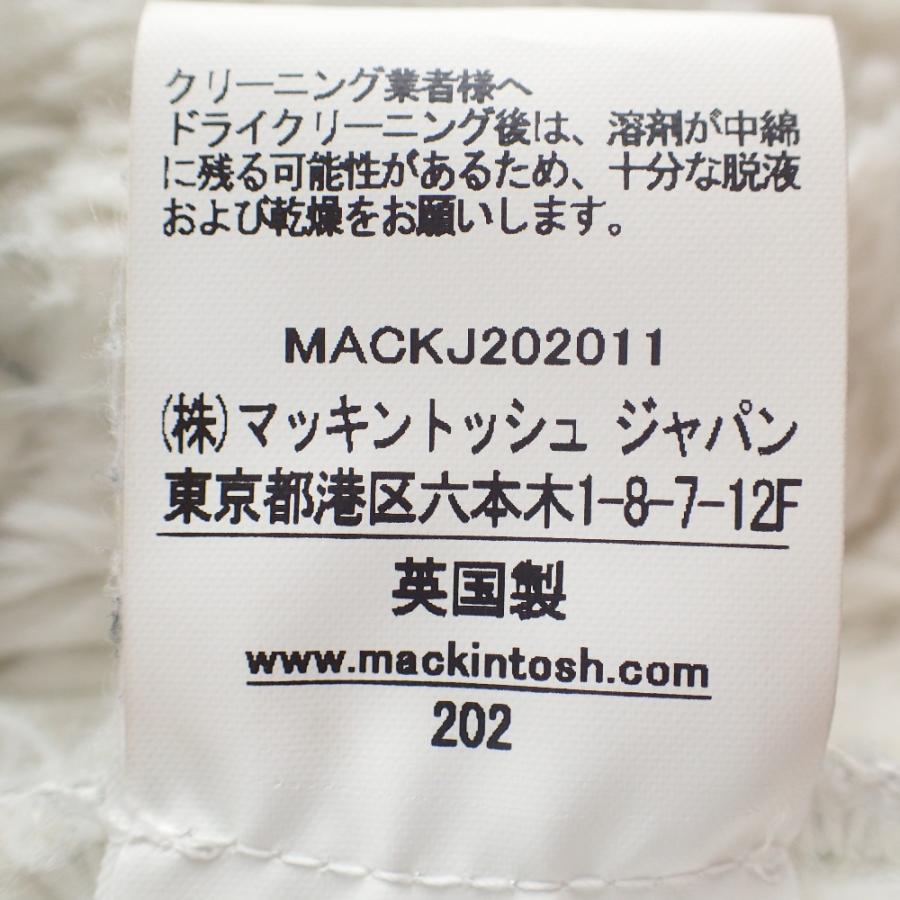 クリーニング業者様へ
ドライクリーニング後は、溶剤が中綿
に残る可能性があるため、十分な脱液
および乾燥をお願いします。
MACKJ202011
(株)マッキントッシュ ジャパン
東京都港区六本木1-8-7-12F
英国製
www.mackintosh.com
202